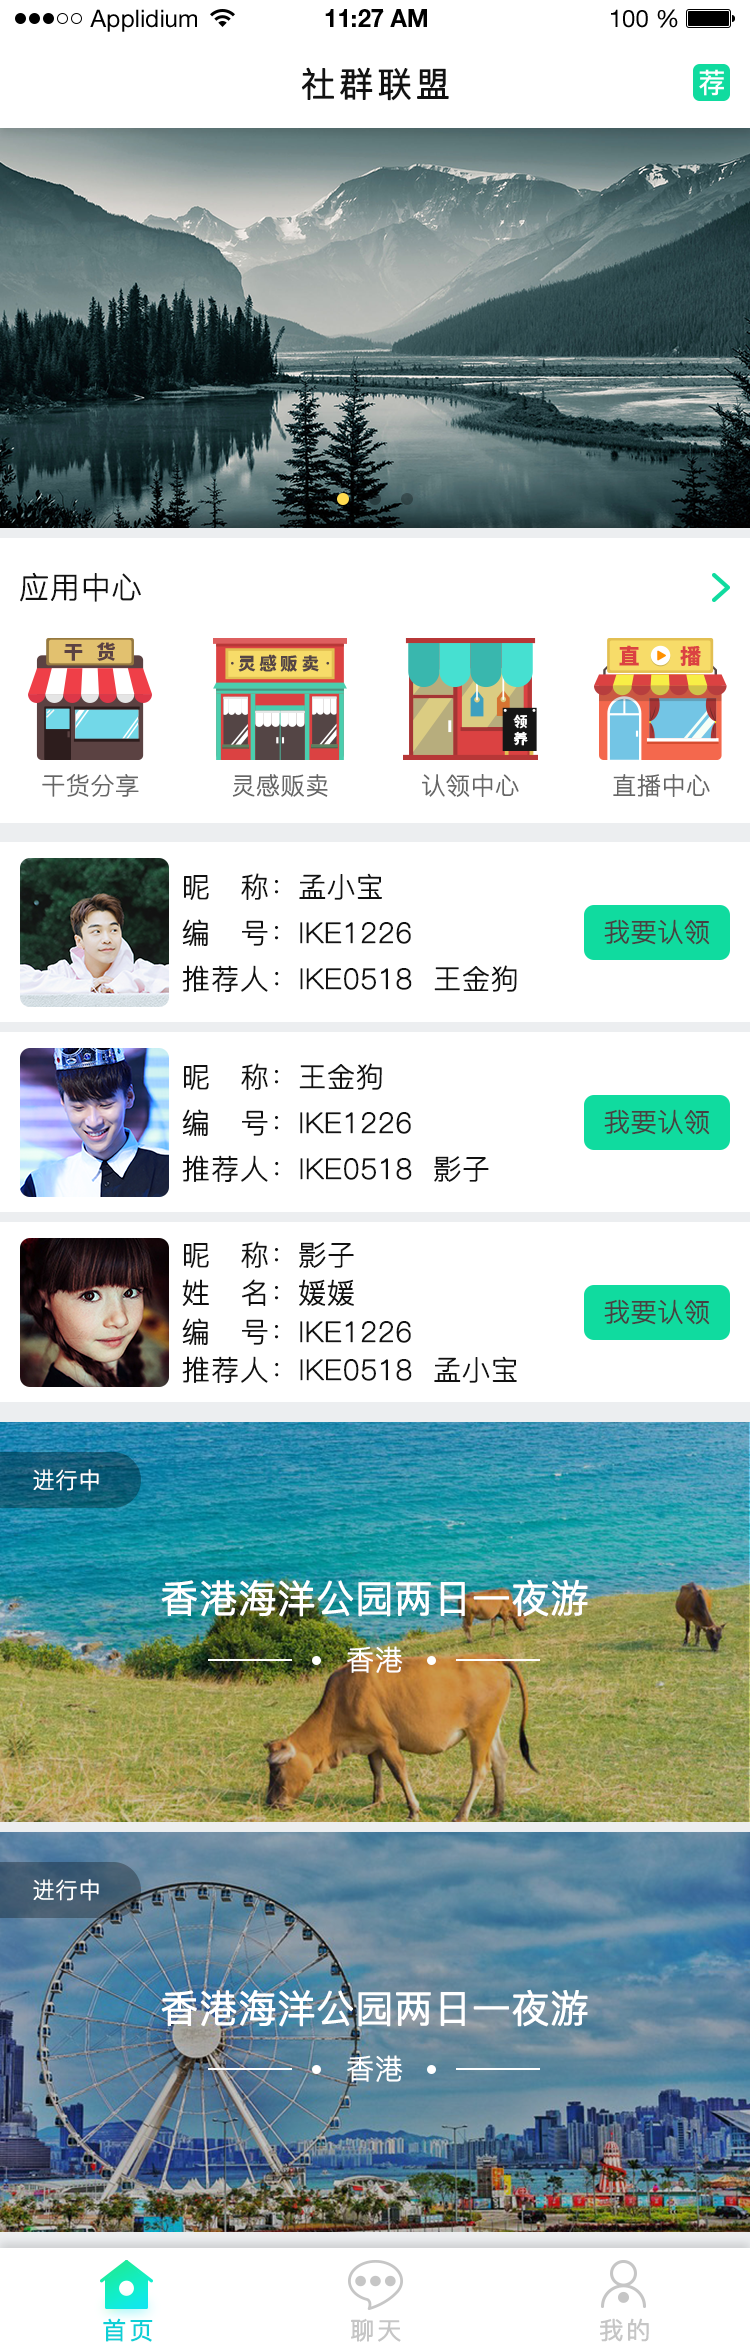 Applidium 11:27 AM 100 %
社群联盟 荐
应用中心
干货 灵感贩卖 领养 直播
干货分享 灵感贩卖 认领中心 直播中心
昵 称：孟小宝
编 号：IKE1226
推荐人：IKE0518 王金狗
我要认领
昵 称：王金狗
编 号：IKE1226
推荐人：IKE0518 影子
我要认领
昵 称：影子
姓 名：媛媛
编 号：IKE1226
推荐人：IKE0518 孟小宝
我要认领
进行中
香港海洋公园两日一夜游
香港
进行中
香港海洋公园两日一夜游
香港
首页 聊天 我的